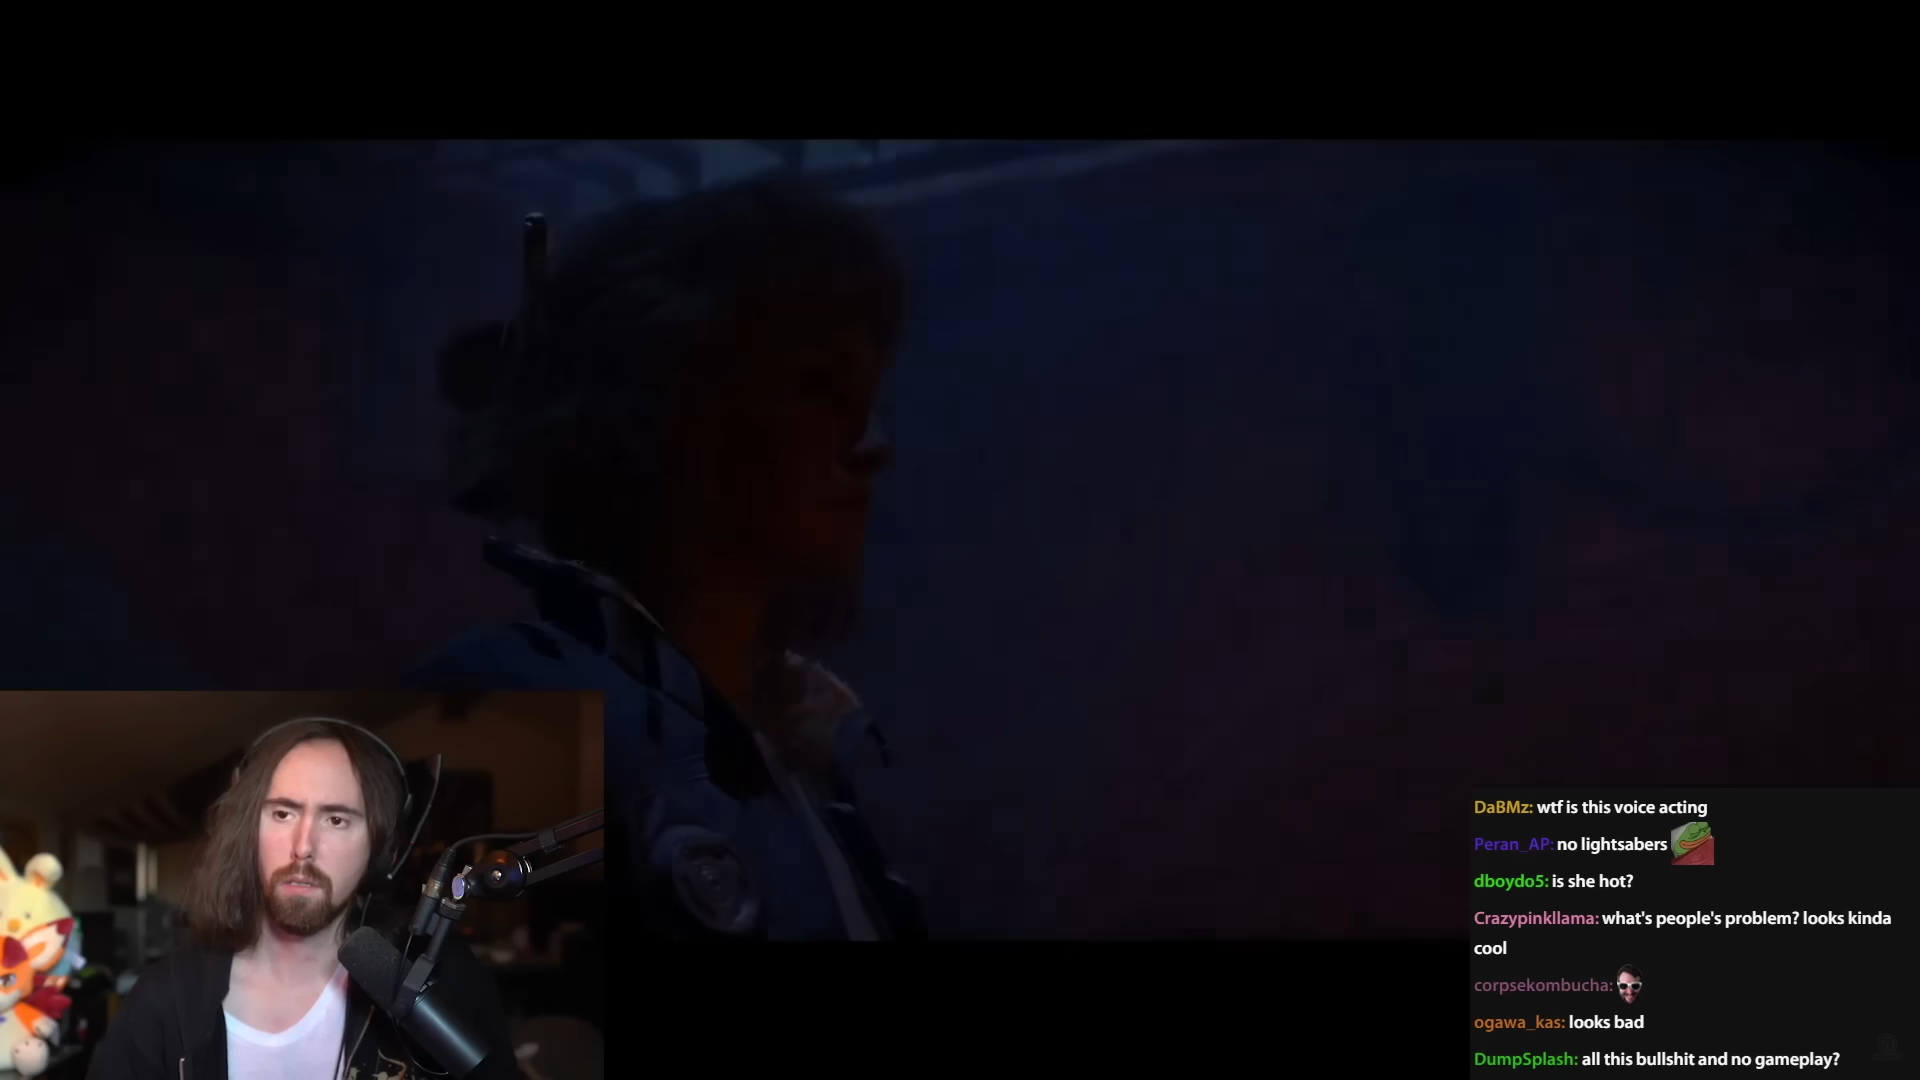 DaBMz: wtf is this voice acting
Peran_AP: no lightsabers
dboydo5: is she hot?
Crazypinkllama: what's people's problem? looks kinda
cool
corpsekombucha:
ogawa_kas: looks bad
DumpSplash: all this bullshit and no gameplay?